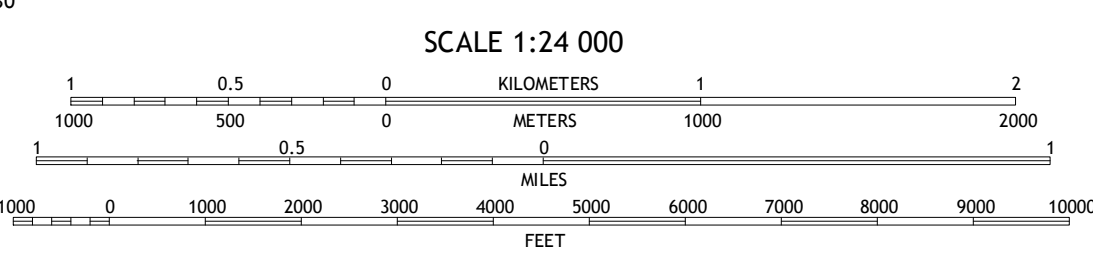 SCALE 1:24 000
1 0.5 0 KILOMETERS 1 2
1000 500 0 METERS 1000 2000
1 0.5 0 1
MILES
1000 0 1000 2000 3000 4000 5000 6000 7000 8000 9000 10000
FEET